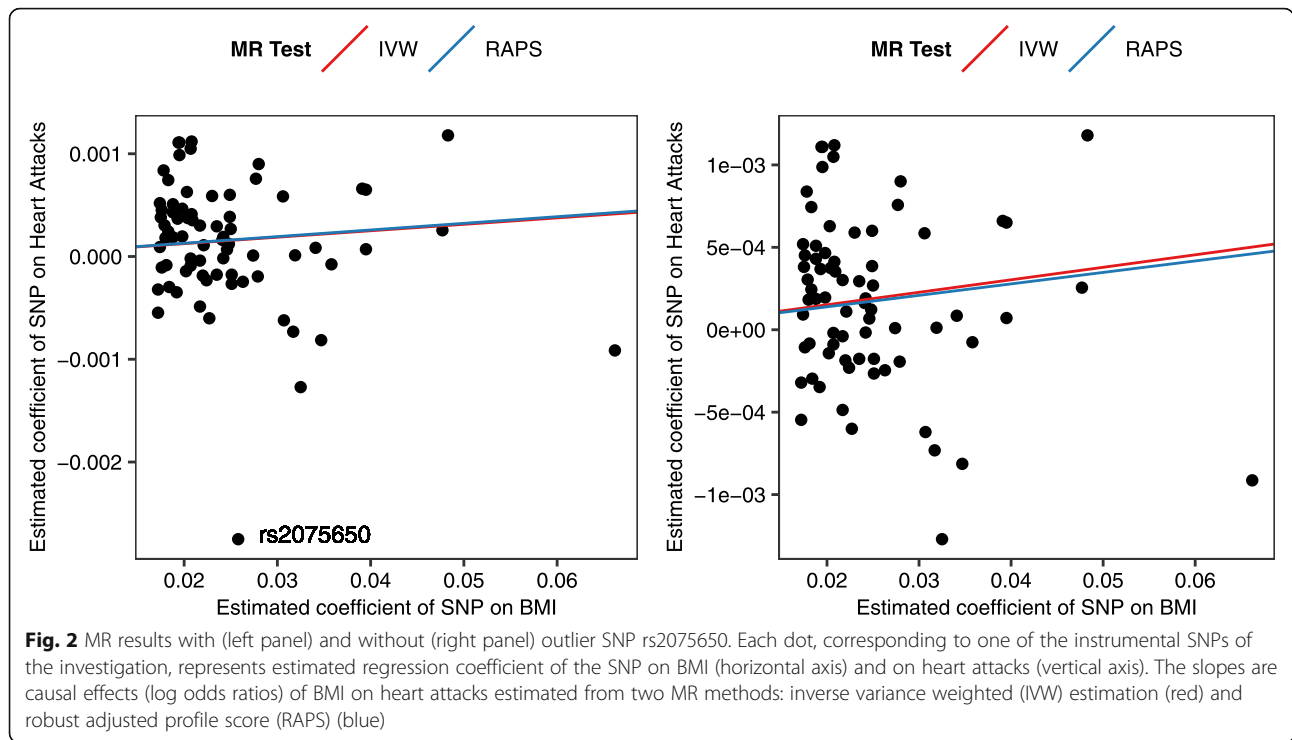 MR Test IVW RAPS
Estimated coefficient of SNP on Heart Attacks
0.001
0.000
−0.001
−0.002
rs2075650
0.02 0.03 0.04 0.05 0.06
Estimated coefficient of SNP on BMI
MR Test IVW RAPS
Estimated coefficient of SNP on Heart Attacks
1e−03
5e−04
0e+00
−5e−04
−1e−03
0.02 0.03 0.04 0.05 0.06
Estimated coefficient of SNP on BMI
Fig. 2 MR results with (left panel) and without (right panel) outlier SNP rs2075650. Each dot, corresponding to one of the instrumental SNPs of
the investigation, represents estimated regression coefficient of the SNP on BMI (horizontal axis) and on heart attacks (vertical axis). The slopes are
causal effects (log odds ratios) of BMI on heart attacks estimated from two MR methods: inverse variance weighted (IVW) estimation (red) and
robust adjusted profile score (RAPS) (blue)